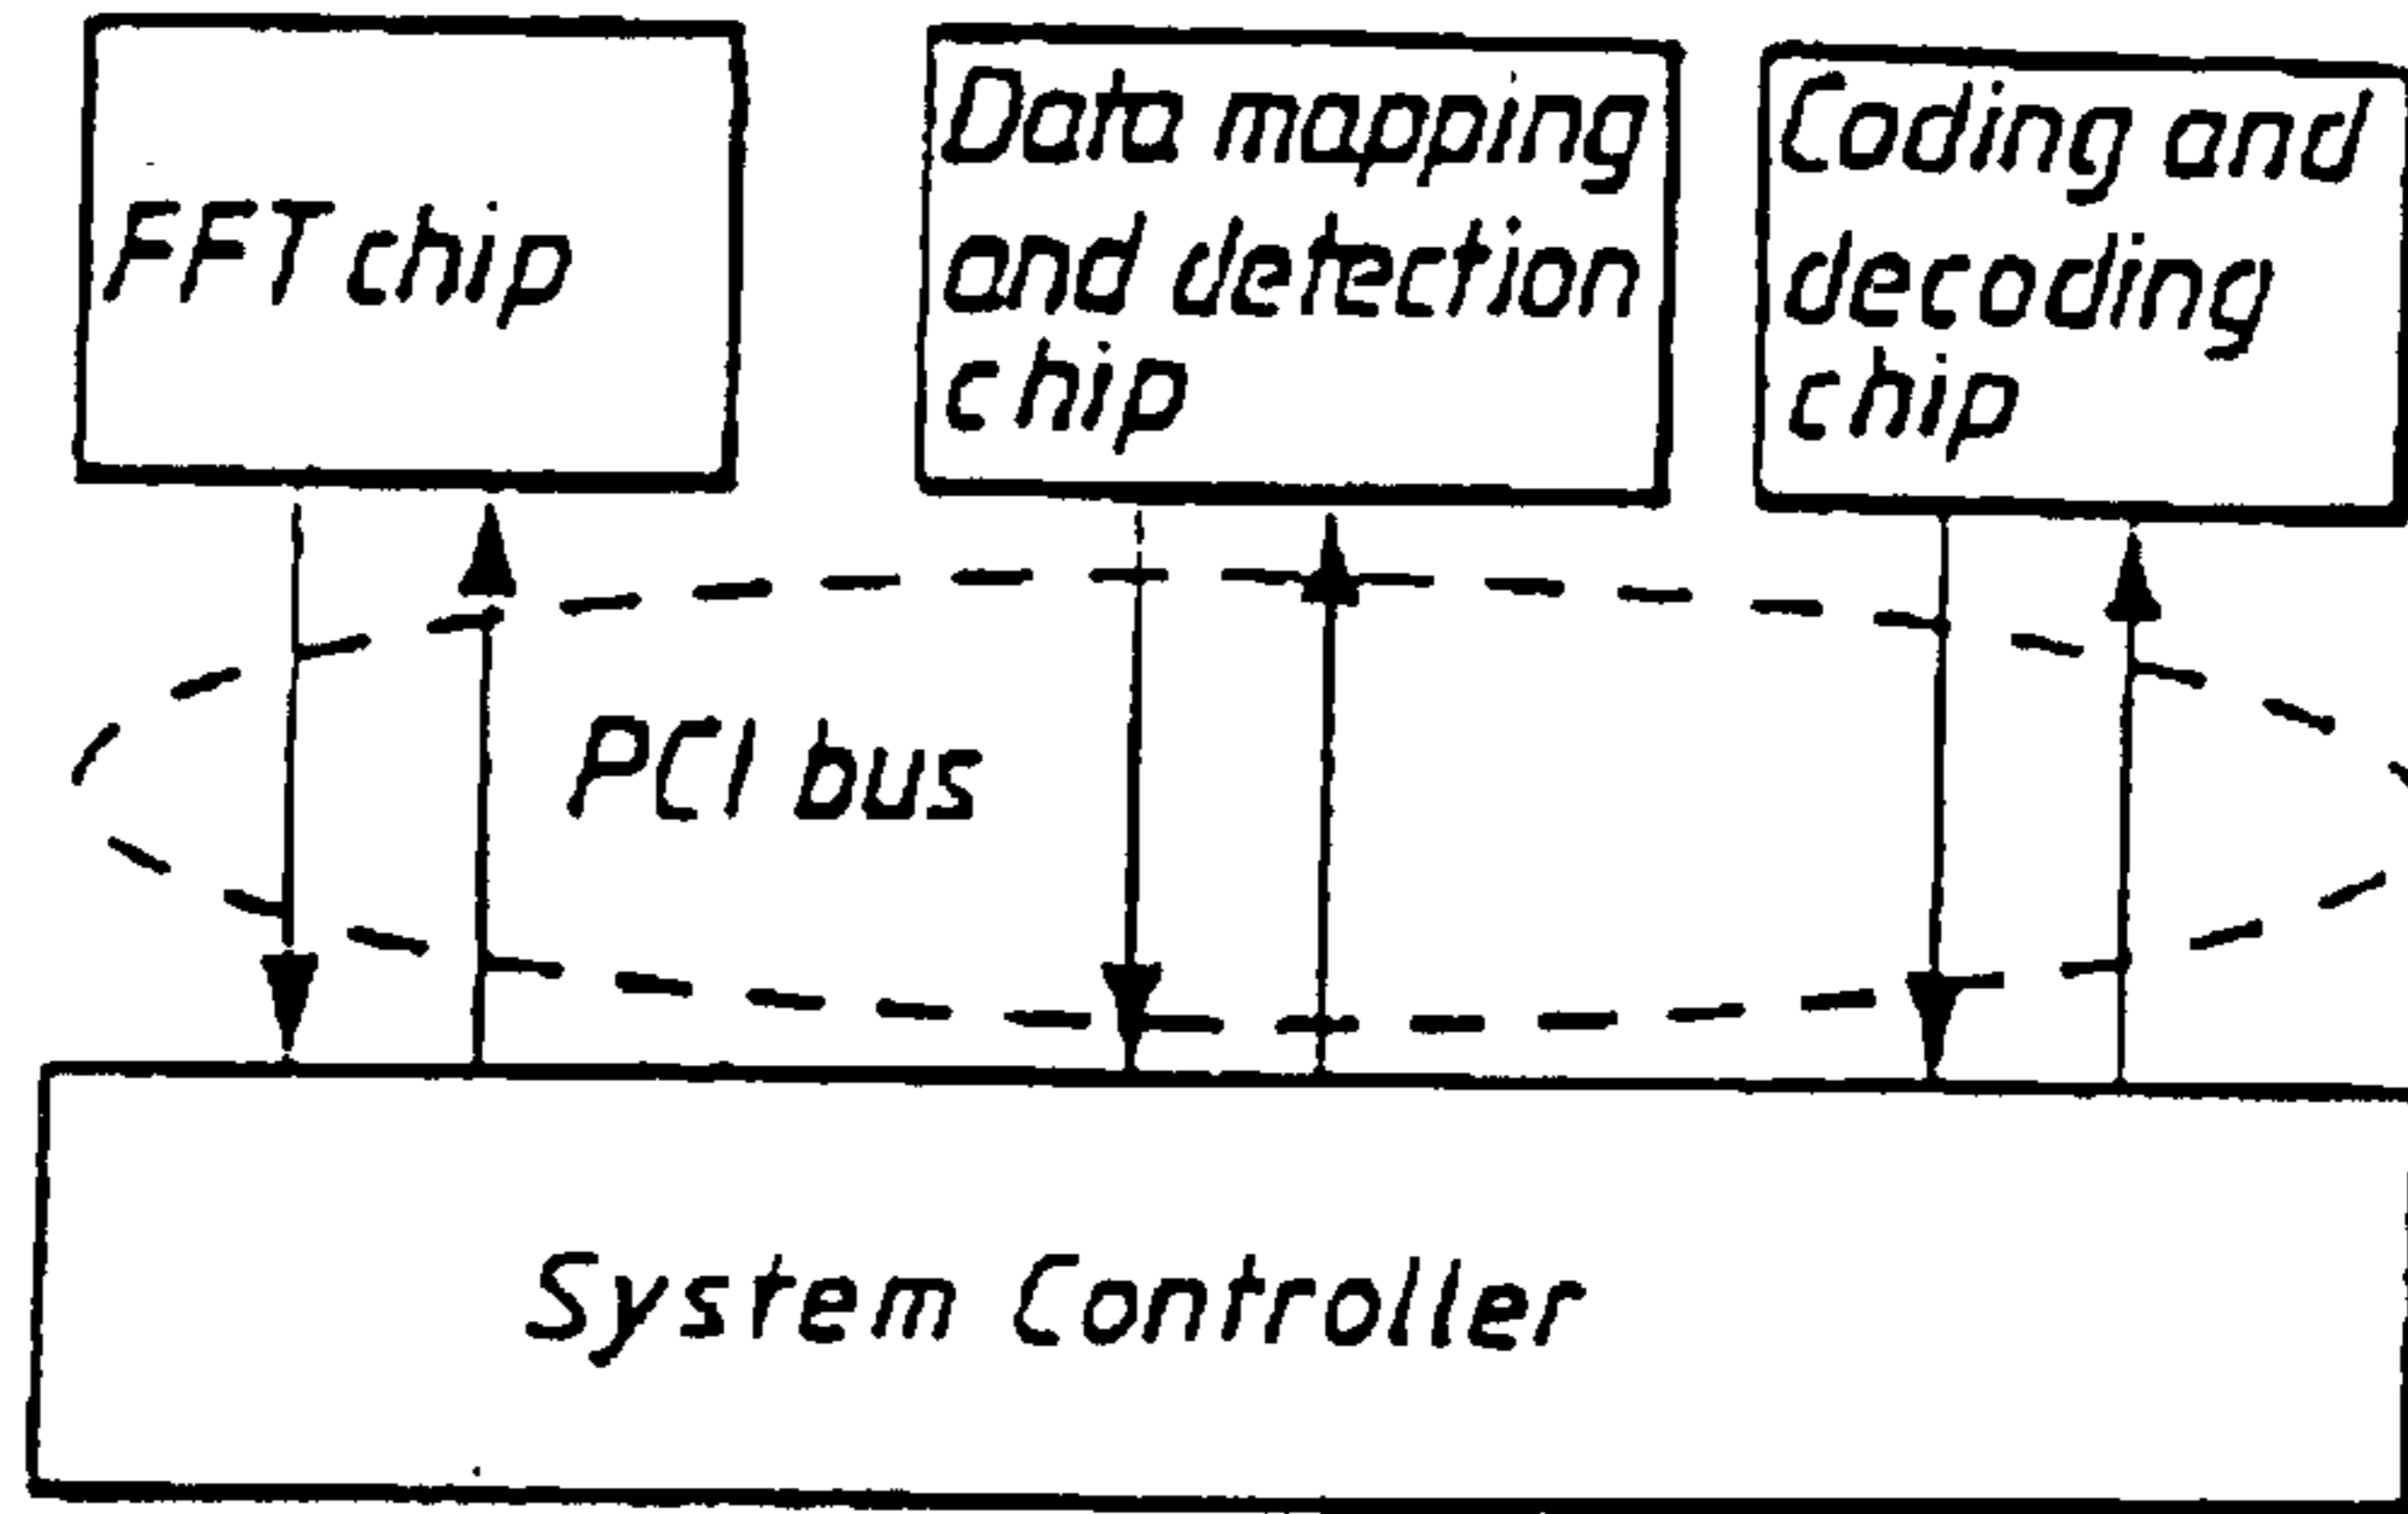 FFT chip
Data mapping
and detection
chip
Coding and
decoding
chip
PCI bus
System Controller